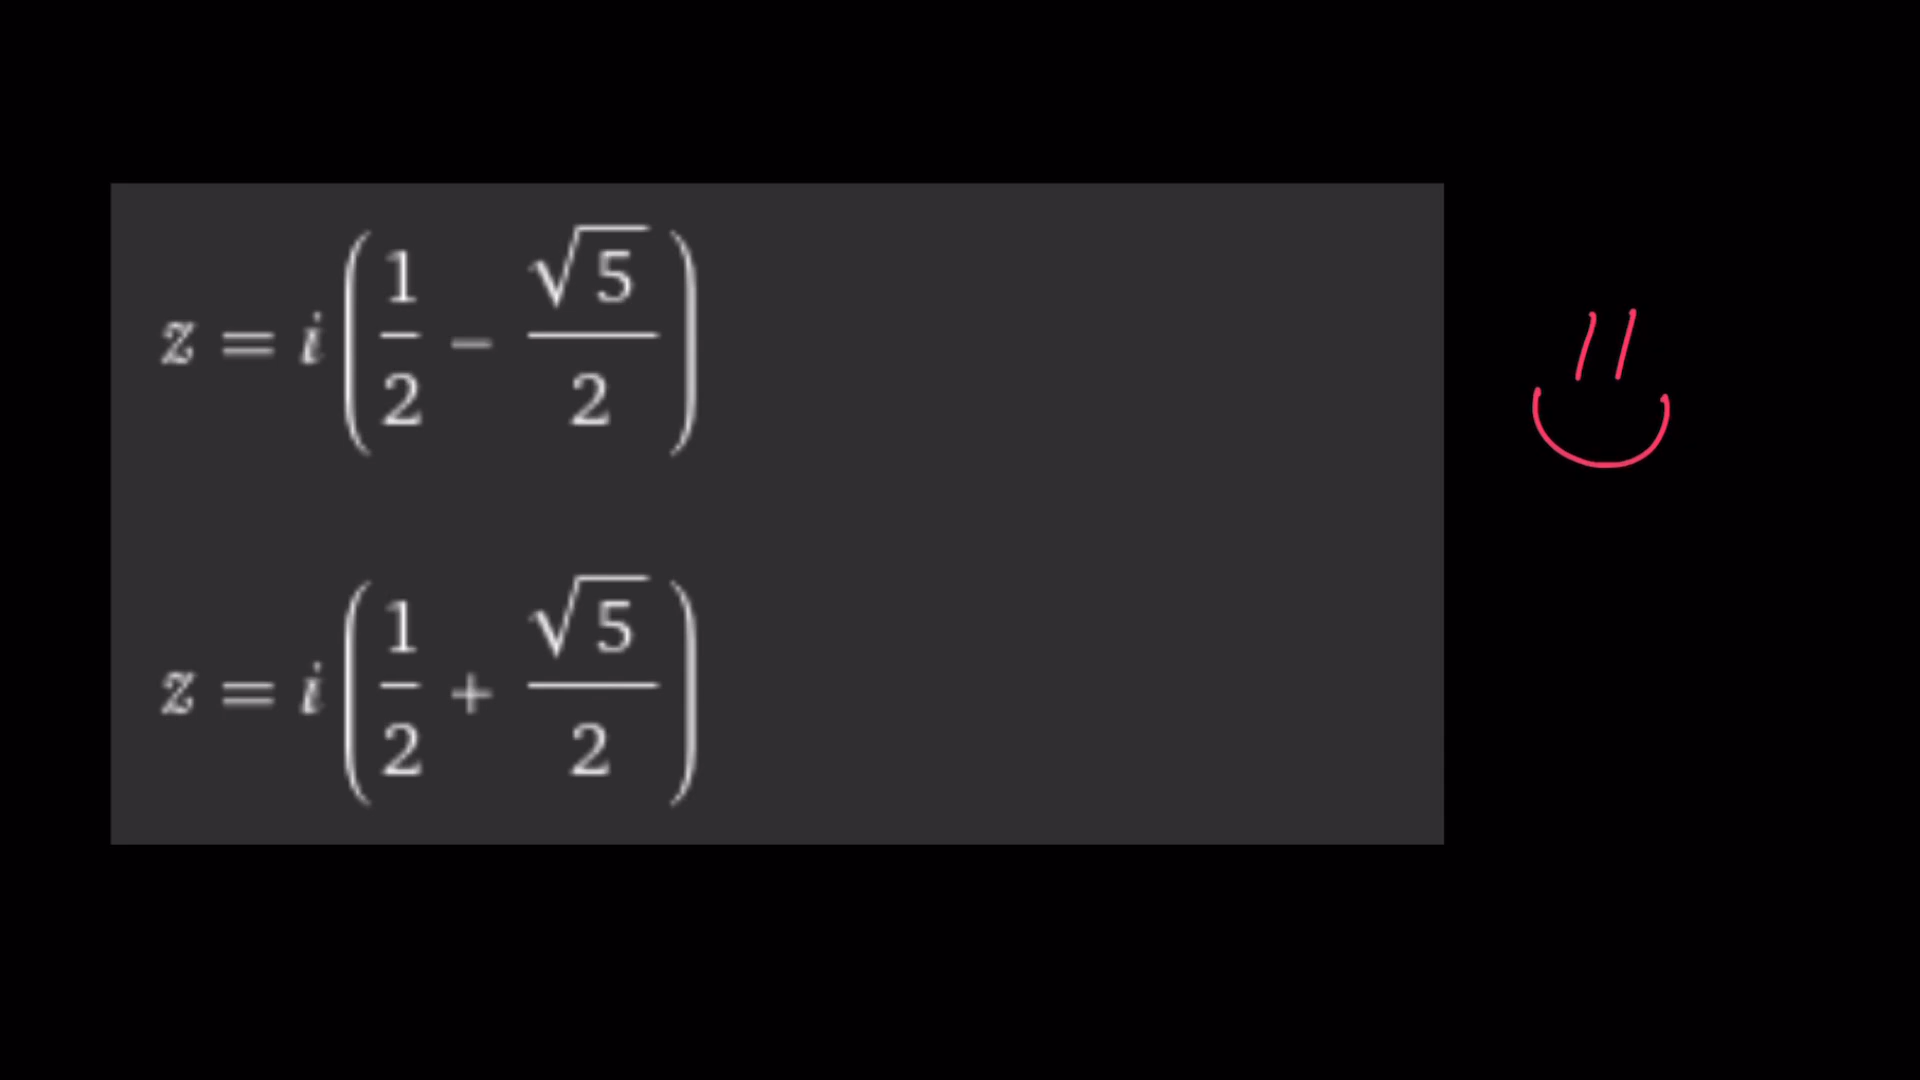 z = i(1/2 − √5/2)
z = i(1/2 + √5/2)